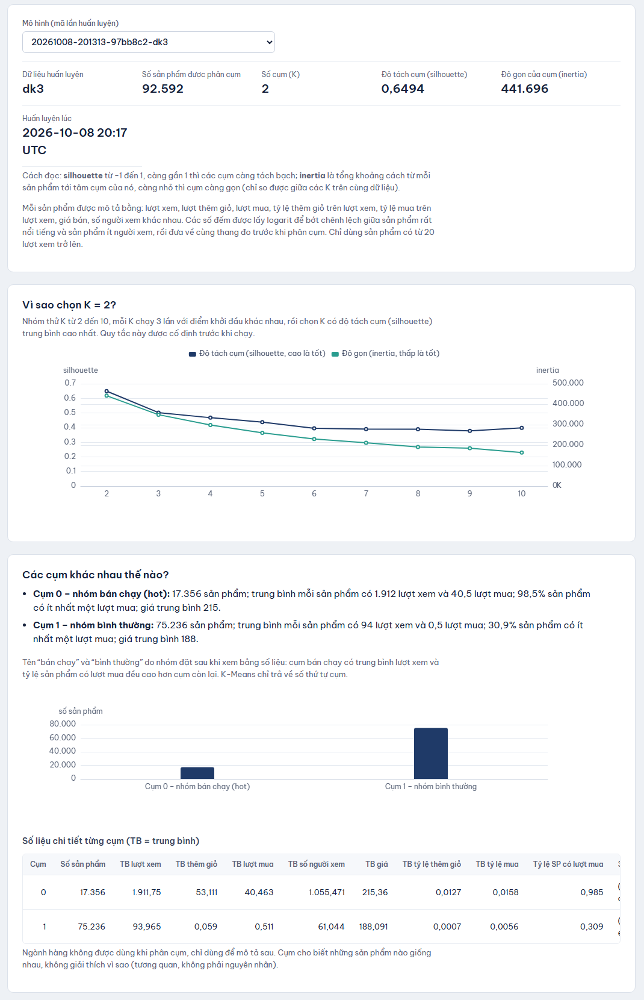 Mô hình (mã lần huấn luyện)
20261008-201313-97bb8c2-dk3
Dữ liệu huấn luyện
dk3
Số sản phẩm được phân cụm
92.592
Số cụm (K)
2
Độ tách cụm (silhouette)
0,6494
Độ gọn của cụm (inertia)
441.696
Huấn luyện lúc
2026-10-08 20:17
UTC
Cách đọc: silhouette từ -1 đến 1, càng gần 1 thì các cụm càng tách bạch; inertia là tổng khoảng cách từ mỗi
sản phẩm tới tâm cụm của nó, càng nhỏ thì cụm càng gọn (chỉ so được giữa các K trên cùng dữ liệu).
Mỗi sản phẩm được mô tả bằng: lượt xem, lượt thêm giỏ, lượt mua, tỷ lệ thêm giỏ trên lượt xem, tỷ lệ mua trên
lượt xem, giá bán, số người xem khác nhau. Các số đếm được lấy logarit để bớt chênh lệch giữa sản phẩm rất
nổi tiếng và sản phẩm ít người xem, rồi đưa về cùng thang đo trước khi phân cụm. Chỉ dùng sản phẩm có từ 20
lượt xem trở lên.
Vì sao chọn K = 2?
Nhóm thử K từ 2 đến 10, mỗi K chạy 3 lần với điểm khởi đầu khác nhau, rồi chọn K có độ tách cụm (silhouette)
trung bình cao nhất. Quy tắc này được cố định trước khi chạy.
Độ tách cụm (silhouette, cao là tốt) Độ gọn (inertia, thấp là tốt)
silhouette inertia
0.7 500.000
0.6 400.000
0.5
0.4 300.000
0.3 200.000
0.2
0.1 100.000
0 0K
2 3 4 5 6 7 8 9 10
Các cụm khác nhau thế nào?
• Cụm 0 – nhóm bán chạy (hot): 17.356 sản phẩm; trung bình mỗi sản phẩm có 1.912 lượt xem và 40,5 lượt mua; 98,5% sản phẩm
có ít nhất một lượt mua; giá trung bình 215.
• Cụm 1 – nhóm bình thường: 75.236 sản phẩm; trung bình mỗi sản phẩm có 94 lượt xem và 0,5 lượt mua; 30,9% sản phẩm có ít
nhất một lượt mua; giá trung bình 188.
Tên “bán chạy” và “bình thường” do nhóm đặt sau khi xem bảng số liệu: cụm bán chạy có trung bình lượt xem và
tỷ lệ sản phẩm có lượt mua đều cao hơn cụm còn lại. K-Means chỉ trả về số thứ tự cụm.
số sản phẩm
80.000
60.000
40.000
20.000
0
Cụm 0 – nhóm bán chạy (hot) Cụm 1 – nhóm bình thường
Số liệu chi tiết từng cụm (TB = trung bình)
Cụm Số sản phẩm TB lượt xem TB thêm giỏ TB lượt mua TB số người xem TB giá TB tỷ lệ thêm giỏ TB tỷ lệ mua Tỷ lệ SP có lượt mua
0 17.356 1.911,75 53,111 40,463 1.055,471 215,36 0,0127 0,0158 0,985
1 75.236 93,965 0,059 0,511 61,044 188,091 0,0007 0,0056 0,309
Ngành hàng không được dùng khi phân cụm, chỉ dùng để mô tả sau. Cụm cho biết những sản phẩm nào giống
nhau, không giải thích vì sao (tương quan, không phải nguyên nhân).